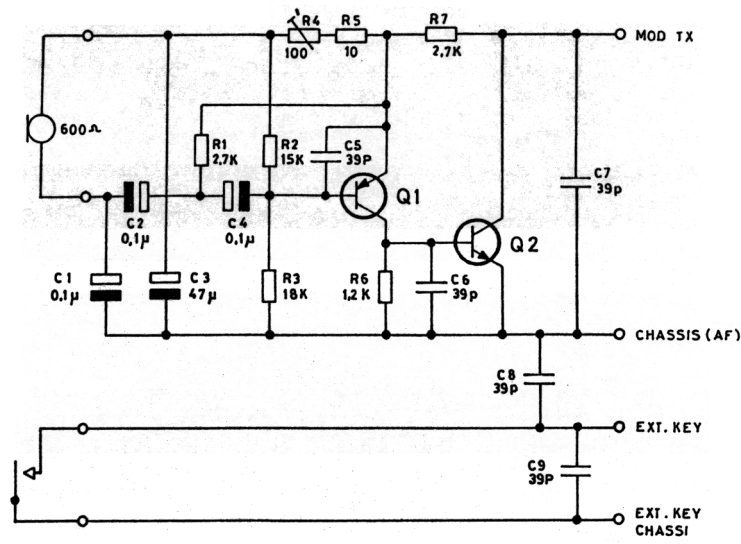 R4
100
R5
10
R7
2,7K
MOD TX
600Ω
R1
2,7K
R2
15K
C5
39P
Q1
C7
39p
C2
0,1µ
C4
0,1µ
Q2
C1
0,1µ
C3
47µ
R3
18K
R6
1,2K
C6
39p
CHASSIS (AF)
C8
39p
EXT. KEY
C9
39P
EXT. KEY
CHASSI